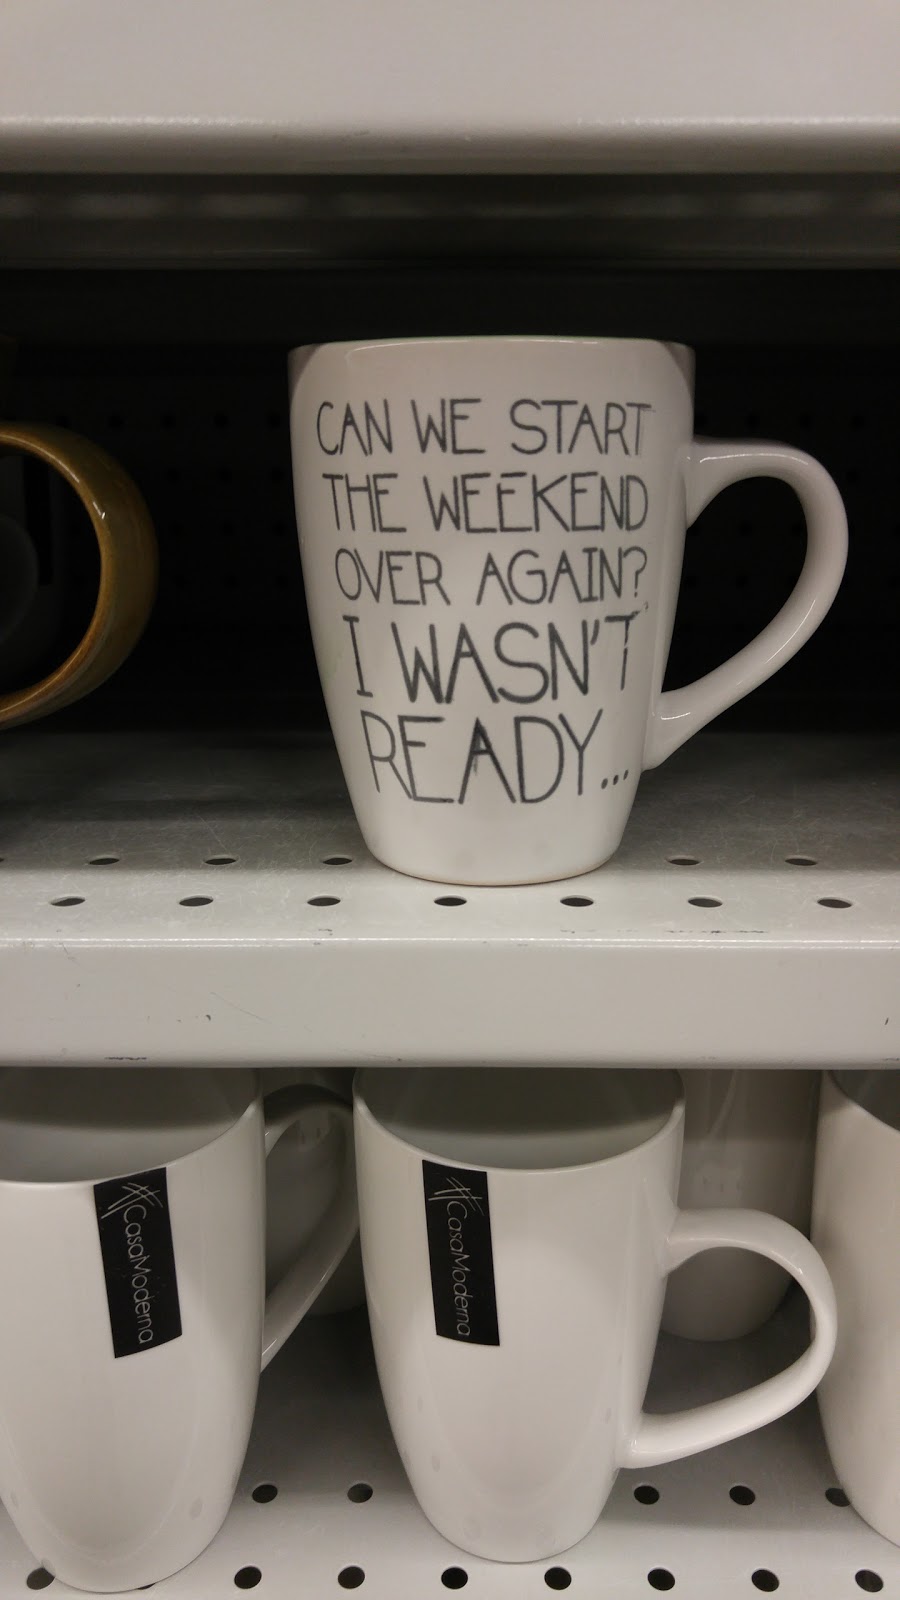 CAN WE START
THE WEEKEND
OVER AGAIN?
I WASN'T
READY...
CasaModerna
CasaModerna